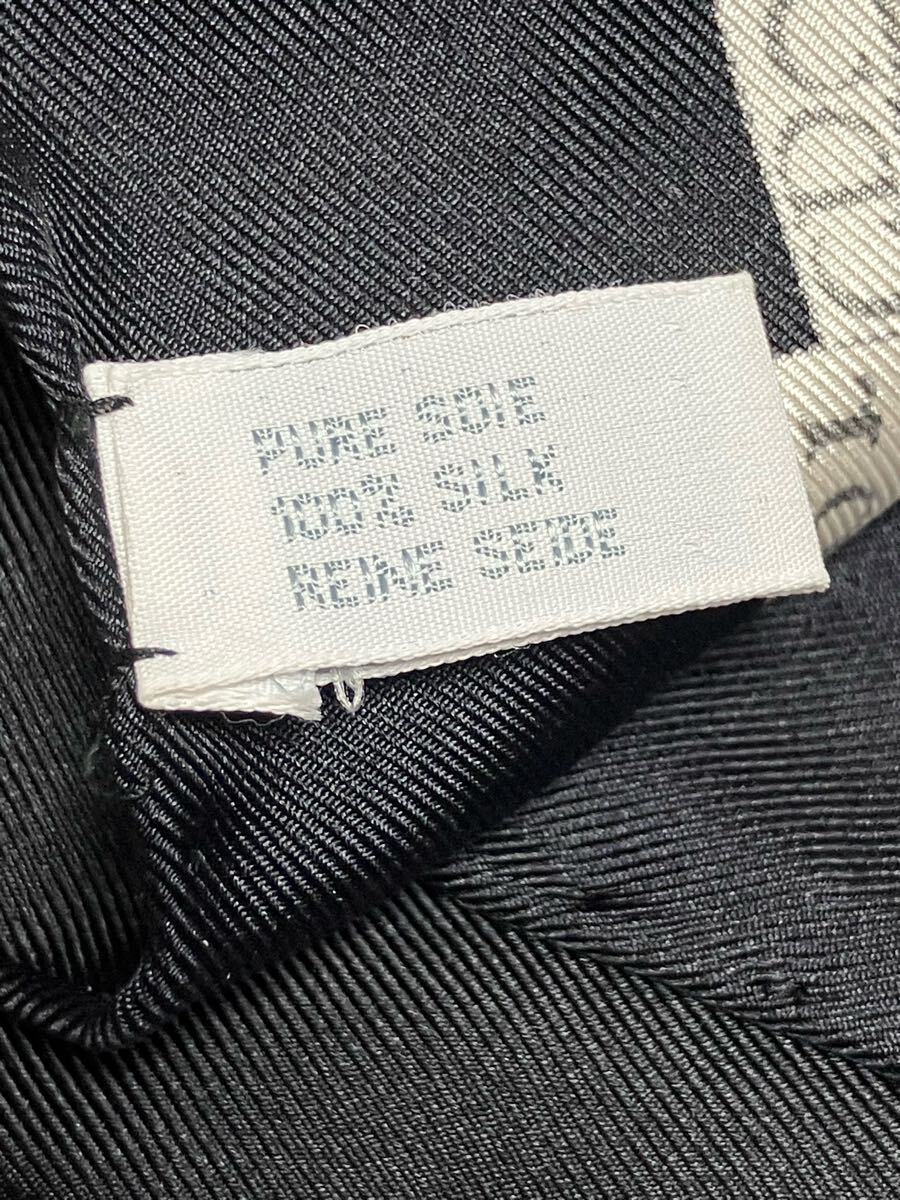 PURE SOIE
100% SILK
REINE SEIDE